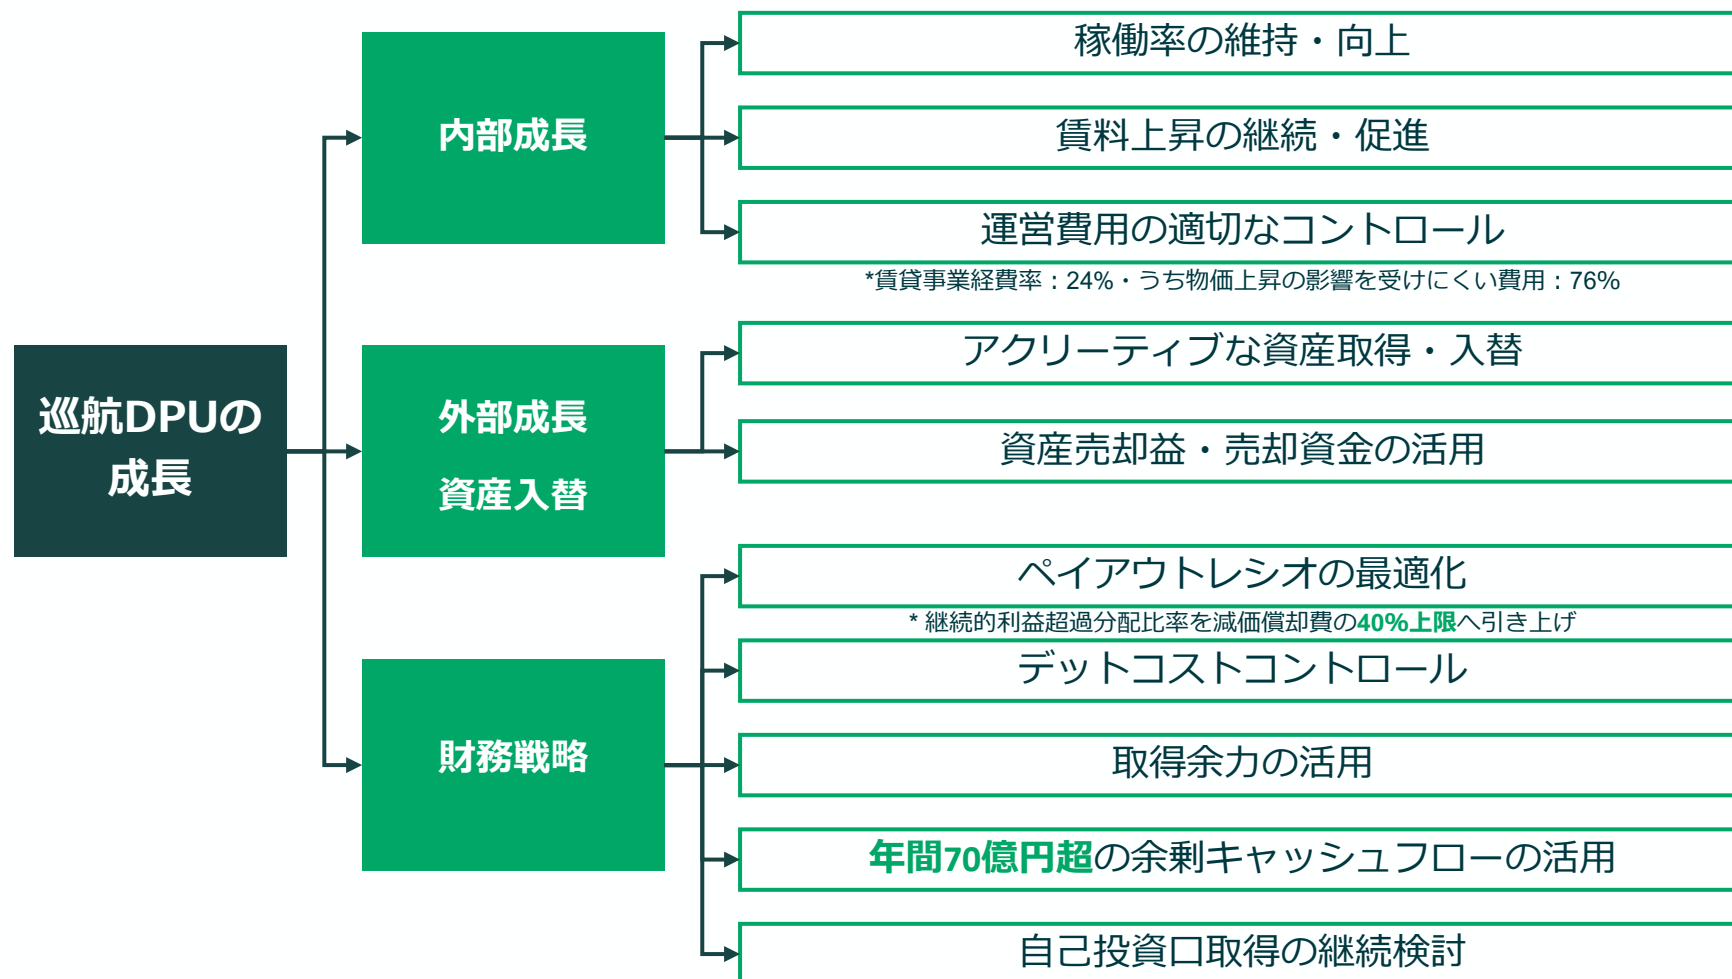 巡航DPUの
成長
内部成長
稼働率の維持・向上
賃料上昇の継続・促進
運営費用の適切なコントロール
*賃貸事業経費率：24%・うち物価上昇の影響を受けにくい費用：76%
外部成長
資産入替
アクリーティブな資産取得・入替
資産売却益・売却資金の活用
財務戦略
ペイアウトレシオの最適化
* 継続的利益超過分配比率を減価償却費の40%上限へ引き上げ
デットコストコントロール
取得余力の活用
年間70億円超の余剰キャッシュフローの活用
自己投資口取得の継続検討